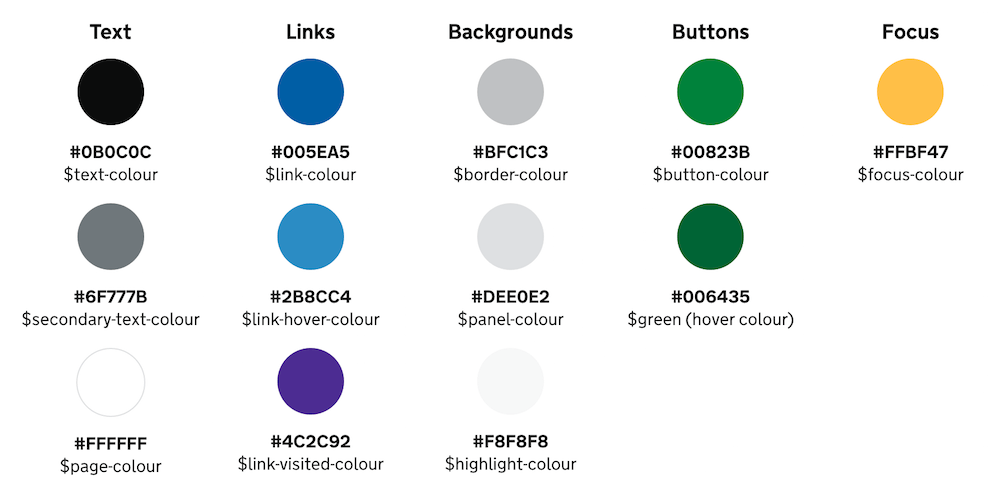 Text
Links
Backgrounds
Buttons
Focus
#0B0C0C
$text-colour
#005EA5
$link-colour
#BFC1C3
$border-colour
#00823B
$button-colour
#FFBF47
$focus-colour
#6F777B
$secondary-text-colour
#2B8CC4
$link-hover-colour
#DEE0E2
$panel-colour
#006435
$green (hover colour)
#FFFFFF
$page-colour
#4C2C92
$link-visited-colour
#F8F8F8
$highlight-colour